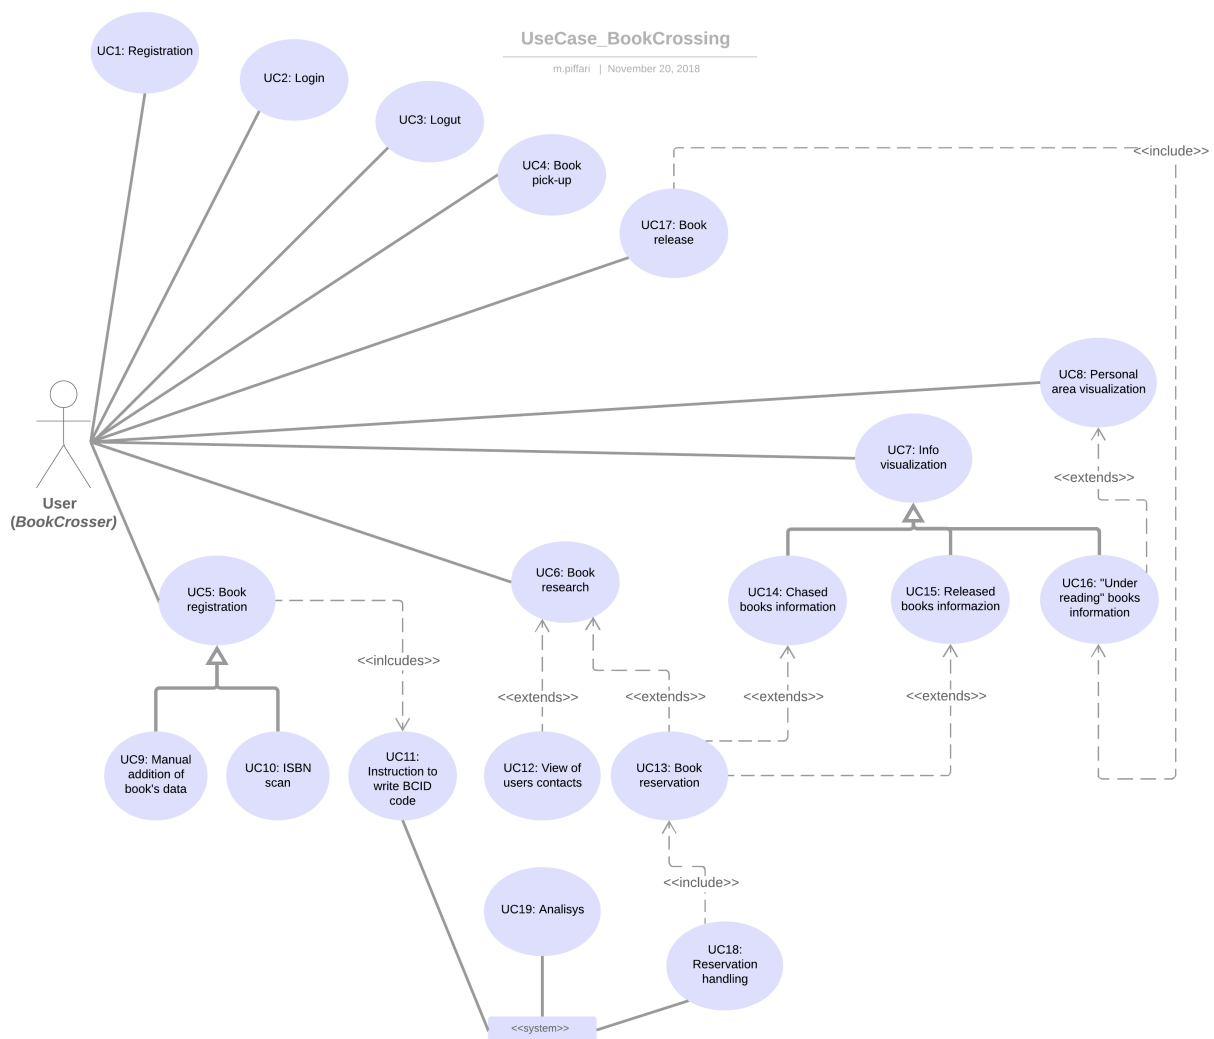 UseCase_BookCrossing
m.piffari | November 20, 2018
UC1: Registration
UC2: Login
UC3: Logut
UC4: Book
pick-up
<<include>>
UC17: Book
release
UC8: Personal
area visualization
UC7: Info
visualization
<<extends>>
User
(BookCrosser)
UC5: Book
registration
UC6: Book
research
UC14: Chased
books information
UC15: Released
books informazion
UC16: "Under
reading" books
information
<<inlcudes>>
<<extends>>
<<extends>>
<<extends>>
<<extends>>
UC9: Manual
addition of
book's data
UC10: ISBN
scan
UC11:
Instruction to
write BCID
code
UC12: View of
users contacts
UC13: Book
reservation
<<include>>
UC19: Analisys
UC18:
Reservation
handling
<<system>>